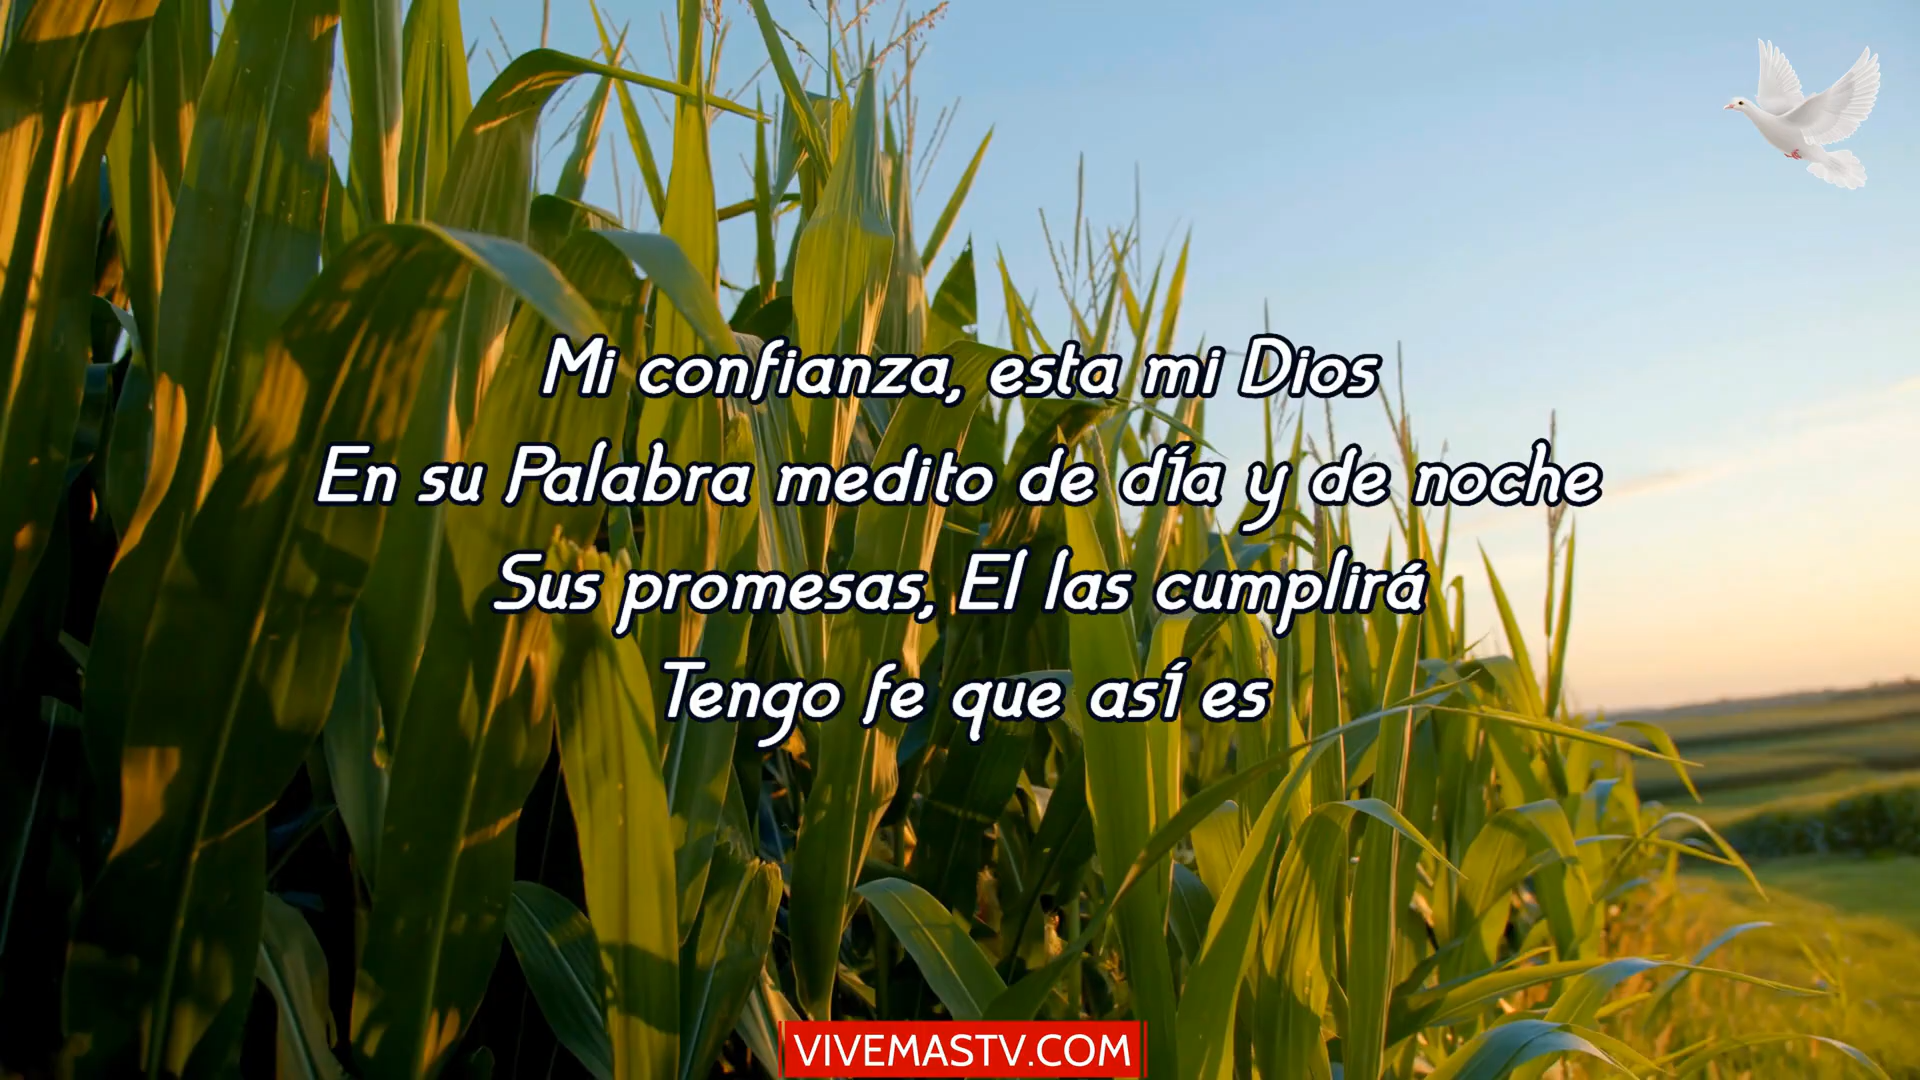 Mi confianza, esta mi Dios
En su Palabra medito de día y de noche
Sus promesas, El las cumplirá
Tengo fe que así es
VIVEMASTV.COM